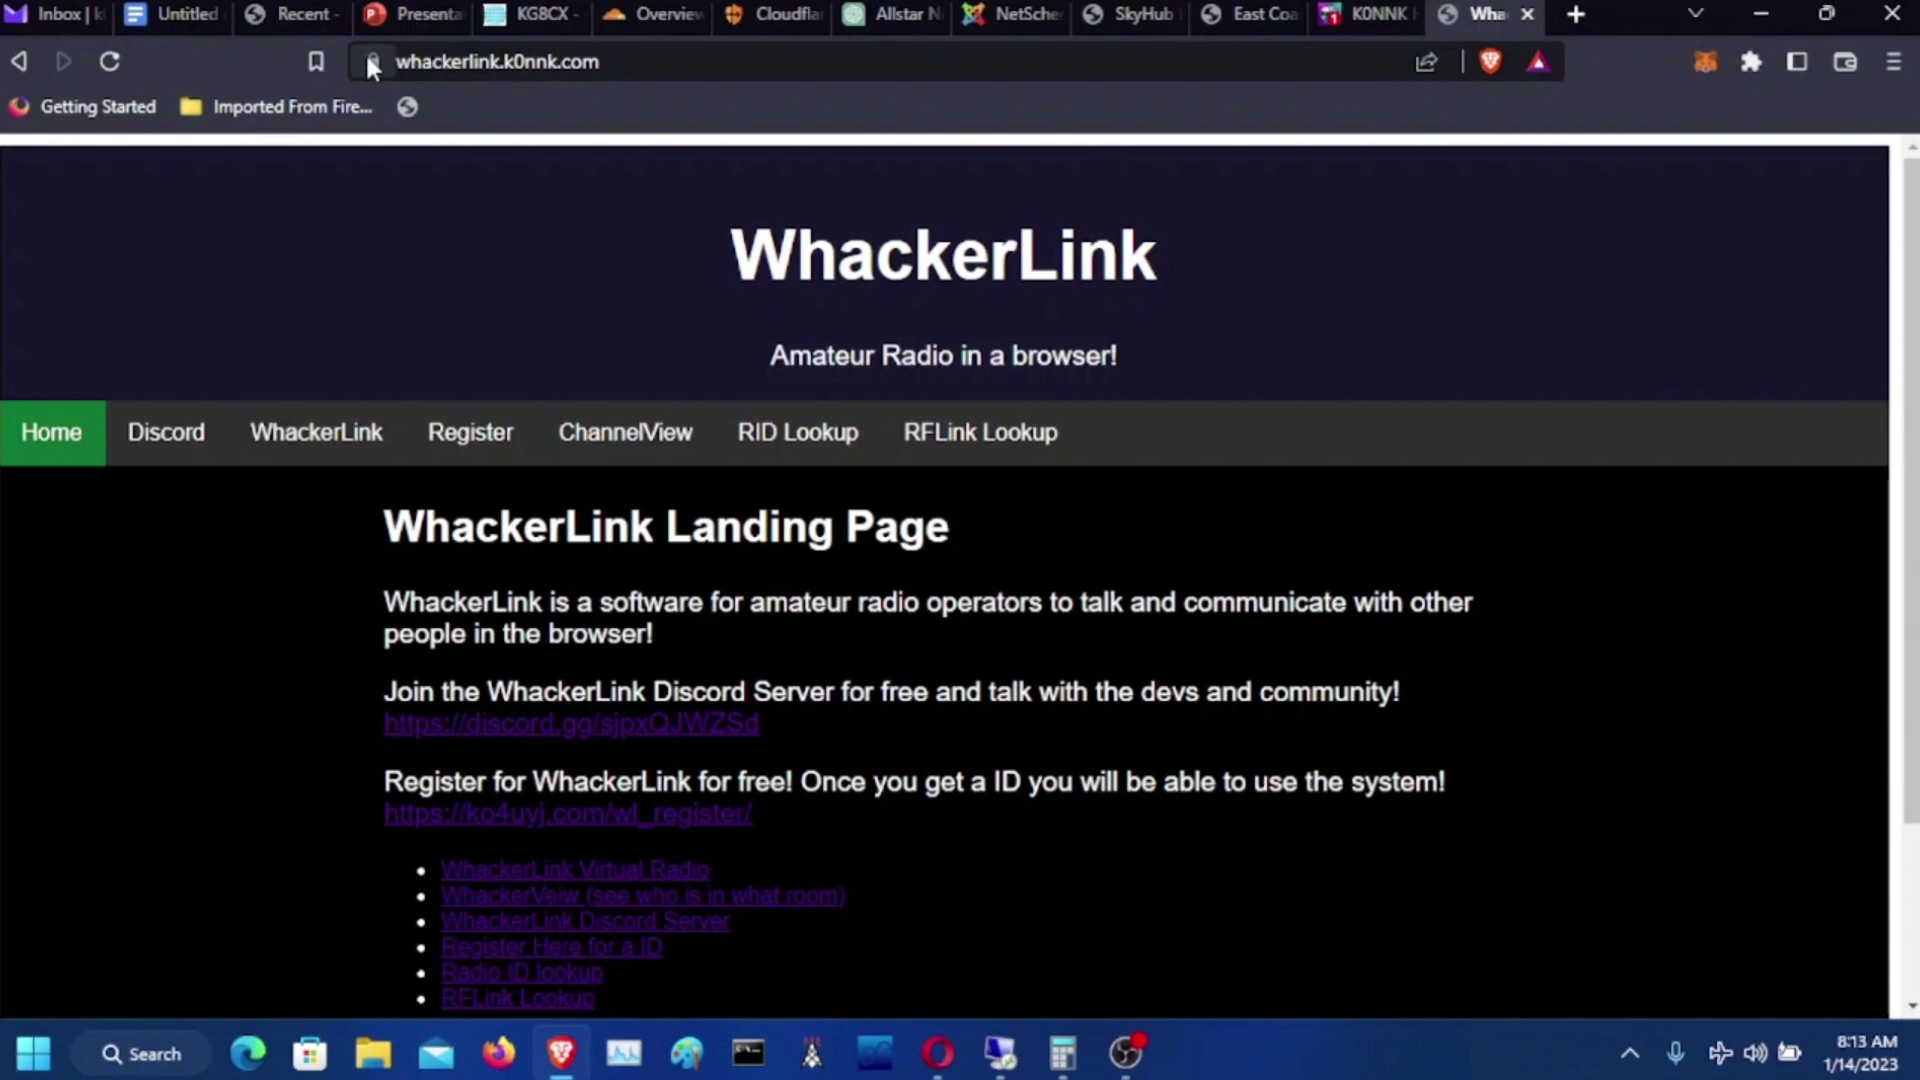 Inbox | k
Untitled
Recent -
Presenta
KG8CX -
Overview
Cloudfla
Allstar N
NetSche
SkyHub
East Coa
K0NNK
Wha
whackerlink.k0nnk.com
Getting Started
Imported From Fire...
WhackerLink
Amateur Radio in a browser!
Home Discord WhackerLink Register ChannelView RID Lookup RFLink Lookup
WhackerLink Landing Page
WhackerLink is a software for amateur radio operators to talk and communicate with other
people in the browser!
Join the WhackerLink Discord Server for free and talk with the devs and community!
https://discord.gg/sjpxQJWZSd
Register for WhackerLink for free! Once you get a ID you will be able to use the system!
https://ko4uyj.com/wl_register/
WhackerLink Virtual Radio
WhackerVeiw (see who is in what room)
WhackerLink Discord Server
Register Here for a ID
Radio ID lookup
RFLink Lookup
Search
8:13 AM
1/14/2023